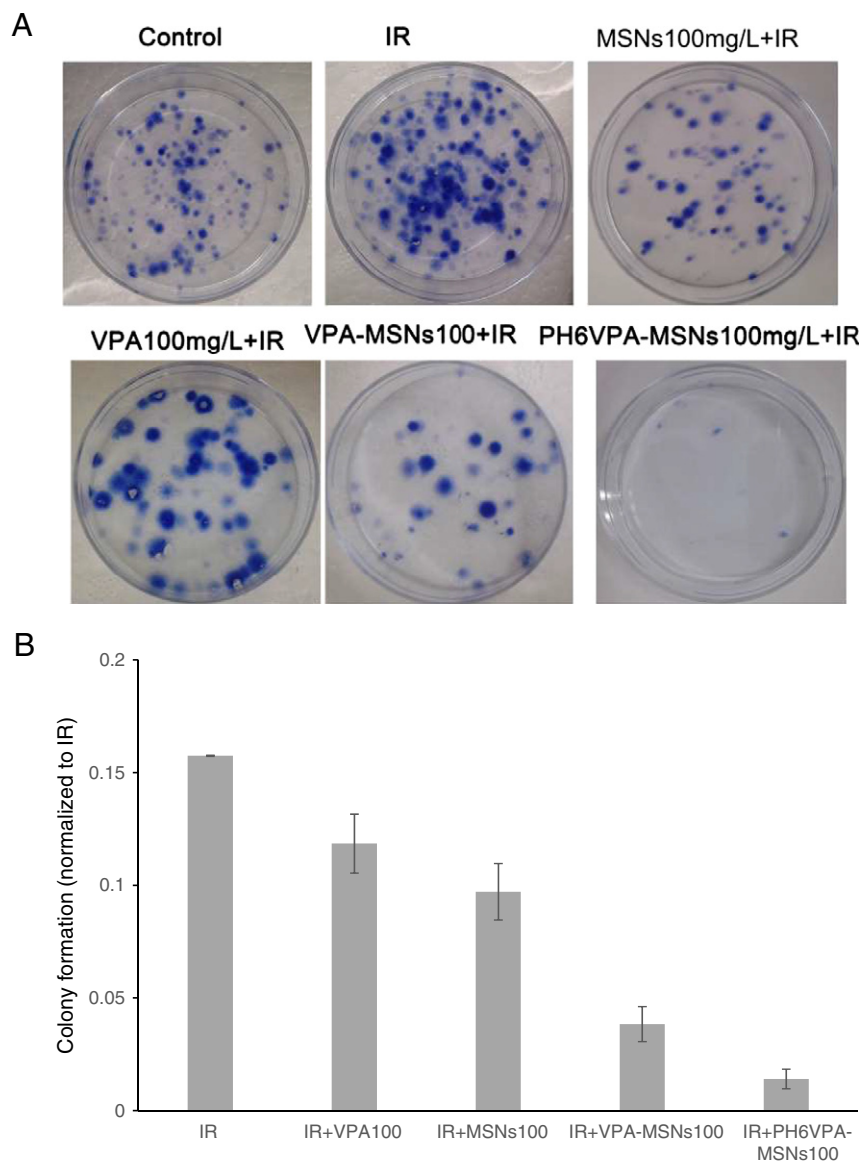 A
Control
IR
MSNs100mg/L+IR
VPA100mg/L+IR
VPA-MSNs100+IR
PH6VPA-MSNs100mg/L+IR
B
Colony formation (normalized to IR)
0.2
0.15
0.1
0.05
0
IR
IR+VPA100
IR+MSNs100
IR+VPA-MSNs100
IR+PH6VPA-
MSNs100